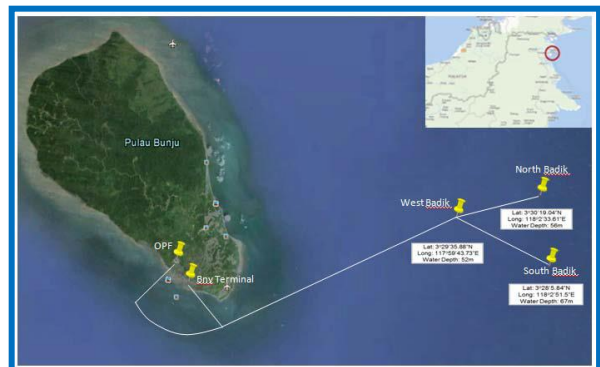 Pulau Bunju
North Badik
West Badik
Lat: 3°30'19.04"N
Long: 118°2'33.61"E
Water Depth: 56m
Lat: 3°29'35.88"N
Long: 117°59'43.73"E
Water Depth: 52m
South Badik
Lat: 3°28'5.84"N
Long: 118°2'51.5"E
Water Depth: 67m
OPF
Bny Terminal